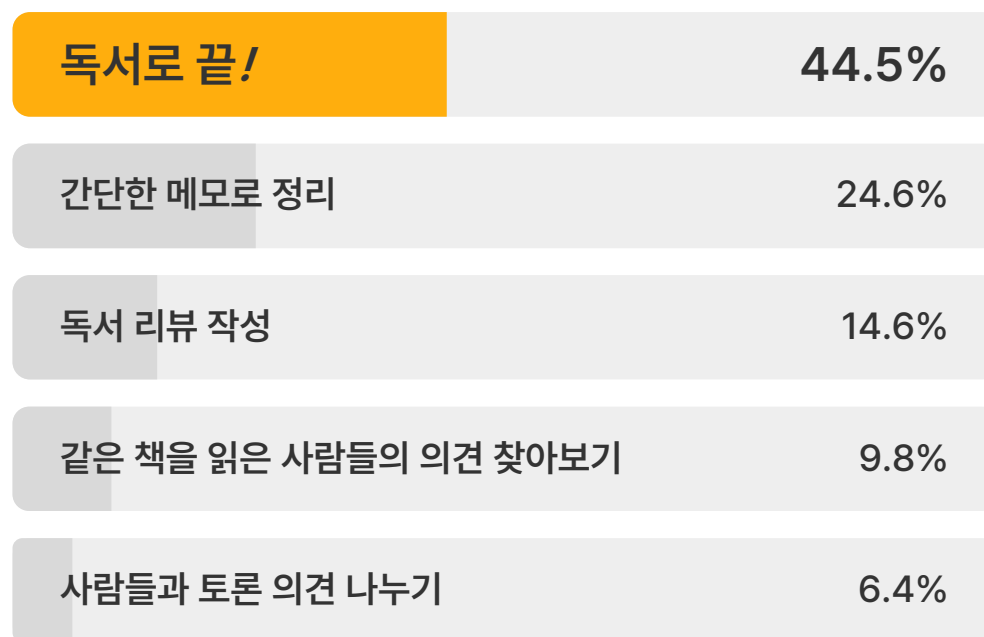 독서로 끝! 44.5%
간단한 메모로 정리 24.6%
독서 리뷰 작성 14.6%
같은 책을 읽은 사람들의 의견 찾아보기 9.8%
사람들과 토론 의견 나누기 6.4%